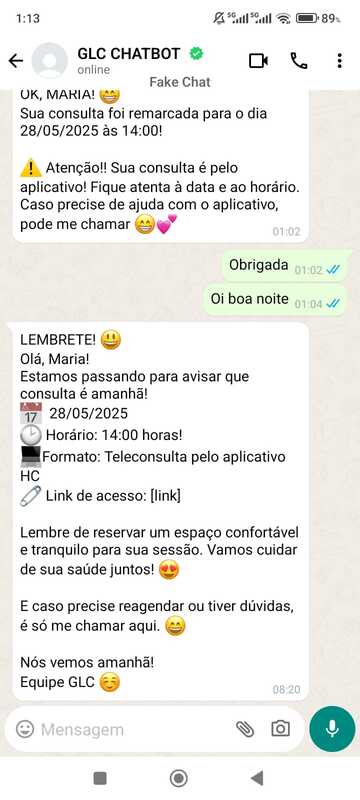 1:13
5G 5G 89%
GLC CHATBOT
online
Fake Chat
OK, MARIA! 😁
Sua consulta foi remarcada para o dia
28/05/2025 às 14:00!
⚠️ Atenção!! Sua consulta é pelo
aplicativo! Fique atenta à data e ao horário.
Caso precise de ajuda com o aplicativo,
pode me chamar 😁💕
01:02
Obrigada 01:02
Oi boa noite 01:04
LEMBRETE! 😃
Olá, Maria!
Estamos passando para avisar que
consulta é amanhã!
📅 28/05/2025
🕒 Horário: 14:00 horas!
💻Formato: Teleconsulta pelo aplicativo
HC
🧷 Link de acesso: [link]
Lembre de reservar um espaço confortável
e tranquilo para sua sessão. Vamos cuidar
de sua saúde juntos! 😍
E caso precise reagendar ou tiver dúvidas,
é só me chamar aqui. 😄
Nós vemos amanhã!
Equipe GLC ☺️
08:20
Mensagem